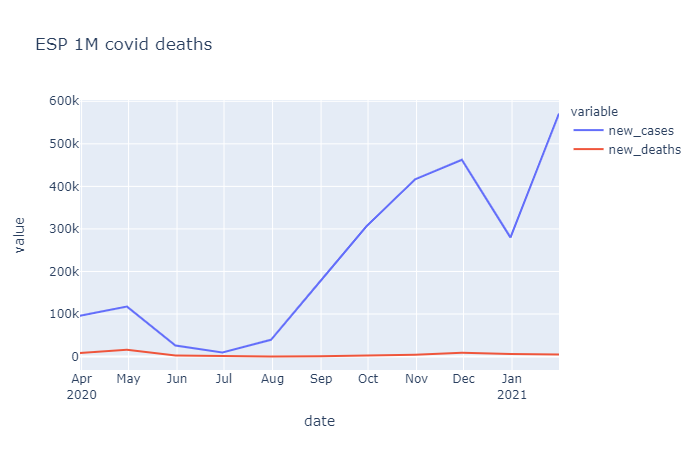 ESP 1M covid deaths
variable
new_cases
new_deaths
600k
500k
400k
300k
200k
100k
0
value
Apr May Jun Jul Aug Sep Oct Nov Dec Jan
2020 2021
date